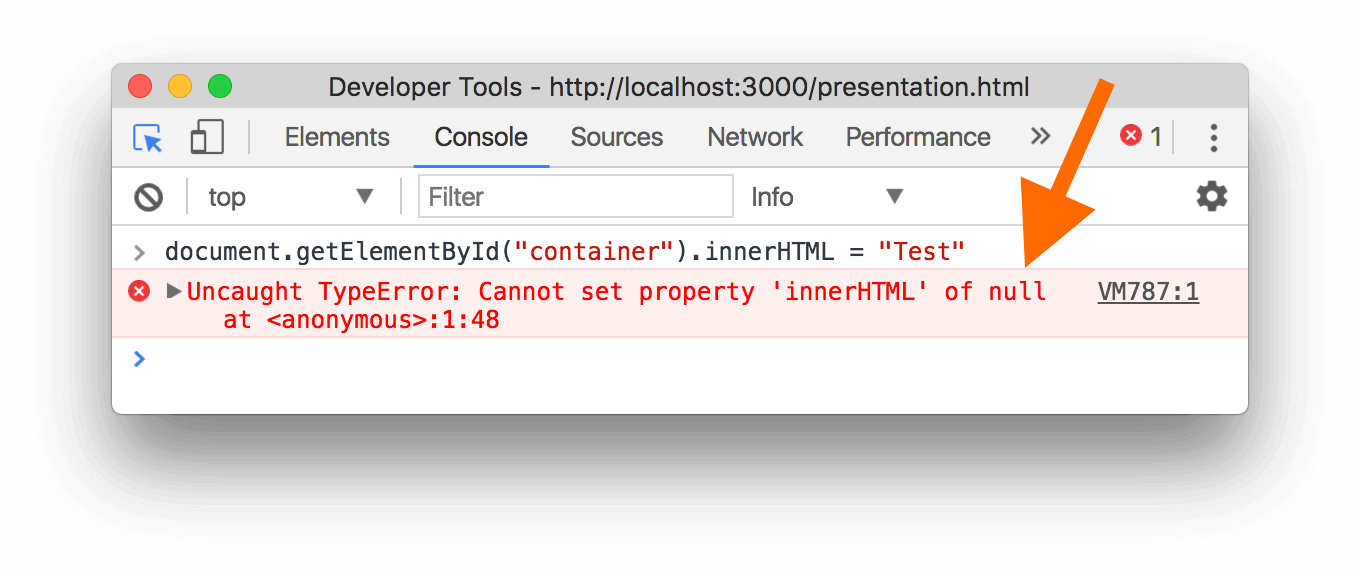 Developer Tools - http://localhost:3000/presentation.html
Elements Console Sources Network Performance » 1
top Filter Info
> document.getElementById("container").innerHTML = "Test"
Uncaught TypeError: Cannot set property 'innerHTML' of null VM787:1
at <anonymous>:1:48
>